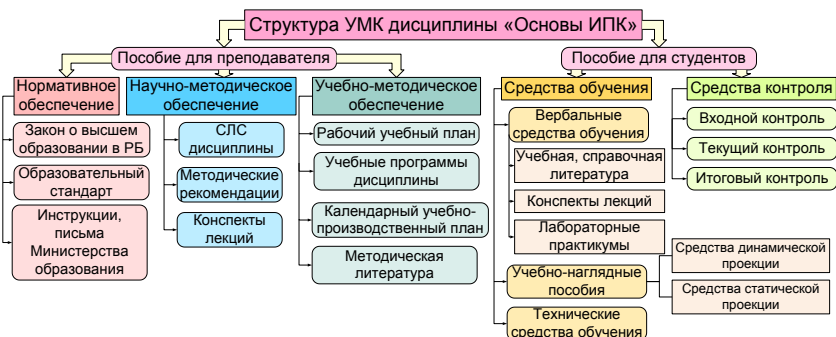 Структура УМК дисциплины «Основы ИПК»
Пособие для преподавателя
Пособие для студентов
Нормативное
обеспечение
Научно-методическое
обеспечение
Учебно-методическое
обеспечение
Средства обучения
Средства контроля
Закон о высшем
образовании в РБ
Образовательный
стандарт
Инструкции,
письма
Министерства
образования
СЛС
дисциплины
Методические
рекомендации
Конспекты
лекций
Рабочий учебный план
Учебные программы
дисциплины
Календарный учебно-
производственный план
Методическая
литература
Вербальные
средства обучения
Учебная, справочная
литература
Конспекты лекций
Лабораторные
практикумы
Учебно-наглядные
пособия
Средства динамической
проекции
Средства статической
проекции
Технические
средства обучения
Входной контроль
Текущий контроль
Итоговый контроль